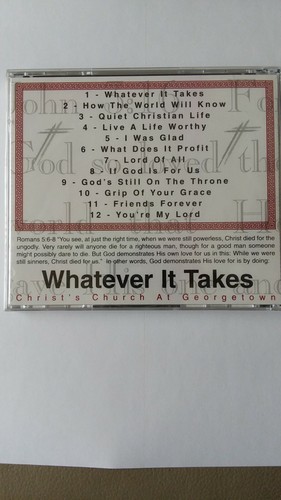 1 - Whatever It Takes
2 - How The World Will Know
3 - Quiet Christian Life
4 - Live A Life Worthy
5 - I Was Glad
6 - What Does It Profit
7 - Lord Of All
8 - If God Is For Us
9 - God's Still On The Throne
10 - Grip Of Your Grace
11 - Friends Forever
12 - You're My Lord
Romans 5:6-8 "You see, at just the right time, when we were still powerless, Christ died for the
ungodly. Very rarely will anyone die for a righteous man, though for a good man someone
might possibly dare to die. But God demonstrates His own love for us in this: While we were
still sinners, Christ died for us." In other words, God demonstrates His love for is by doing:
Whatever It Takes
Christ's Church At Georgetown